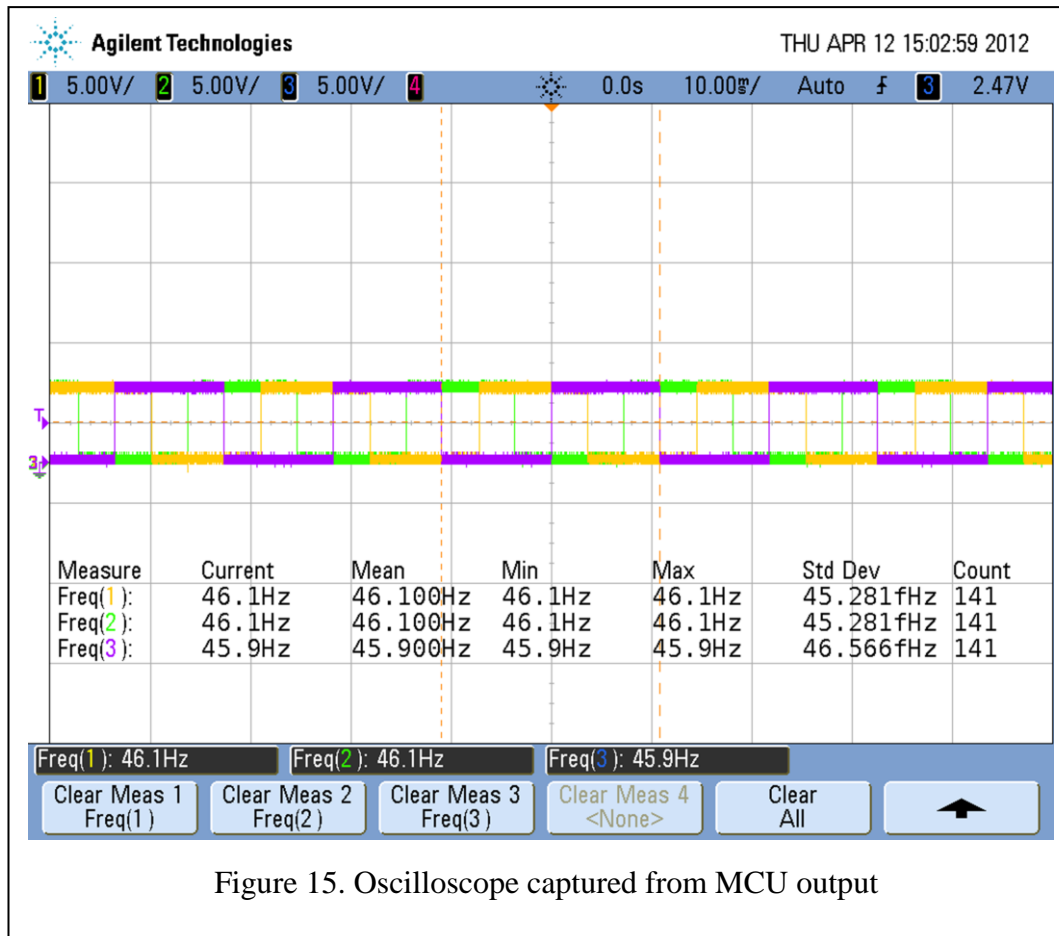 Agilent Technologies THU APR 12 15:02:59 2012
1 5.00V/ 2 5.00V/ 3 5.00V/ 4 0.0s 10.00ms/ Auto 3 2.47V
T
3
Measure Current Mean Min Max Std Dev Count
Freq(1): 46.1Hz 46.100Hz 46.1Hz 46.1Hz 45.281fHz 141
Freq(2): 46.1Hz 46.100Hz 46.1Hz 46.1Hz 45.281fHz 141
Freq(3): 45.9Hz 45.900Hz 45.9Hz 45.9Hz 46.566fHz 141
Freq(1): 46.1Hz Freq(2): 46.1Hz Freq(3): 45.9Hz
Clear Meas 1 Clear Meas 2 Clear Meas 3 Clear Meas 4 Clear
Freq(1) Freq(2) Freq(3) <None> All
Figure 15. Oscilloscope captured from MCU output